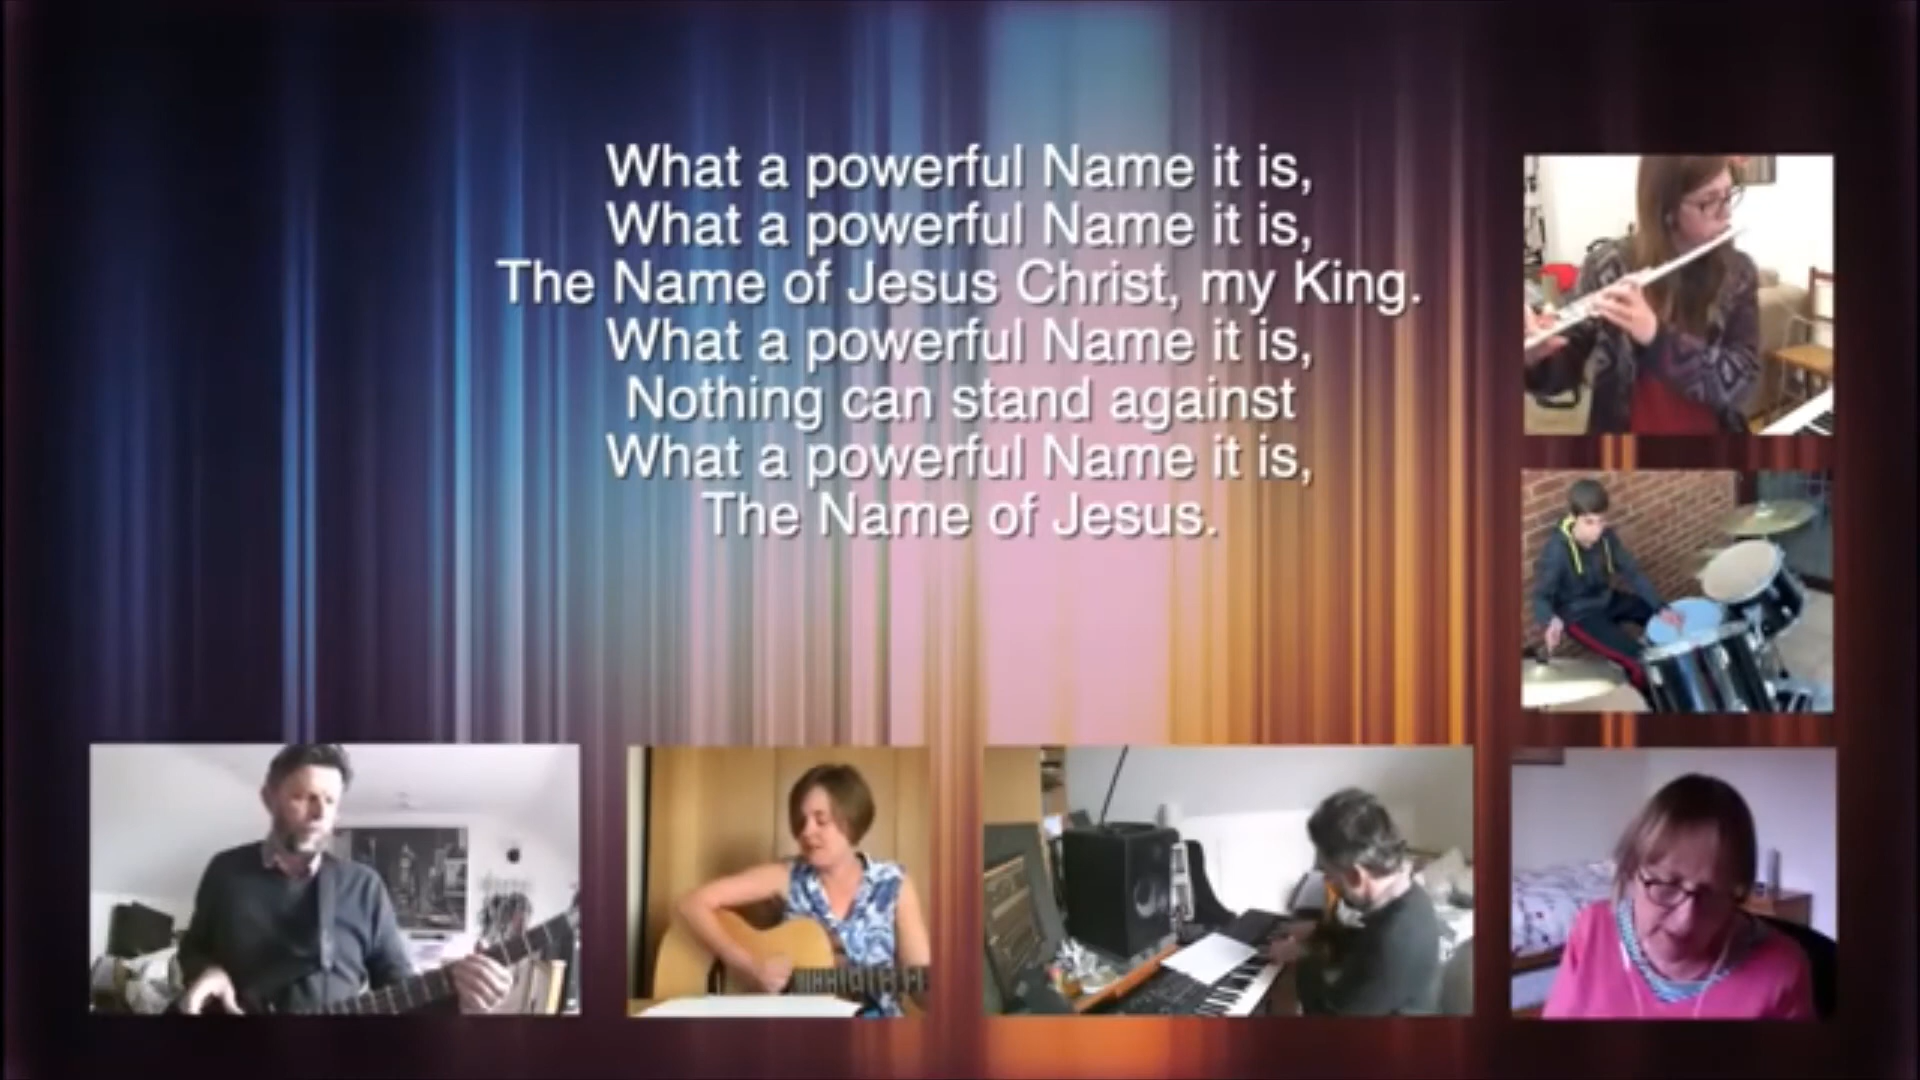 What a powerful Name it is,
What a powerful Name it is,
The Name of Jesus Christ, my King.
What a powerful Name it is,
Nothing can stand against
What a powerful Name it is,
The Name of Jesus.